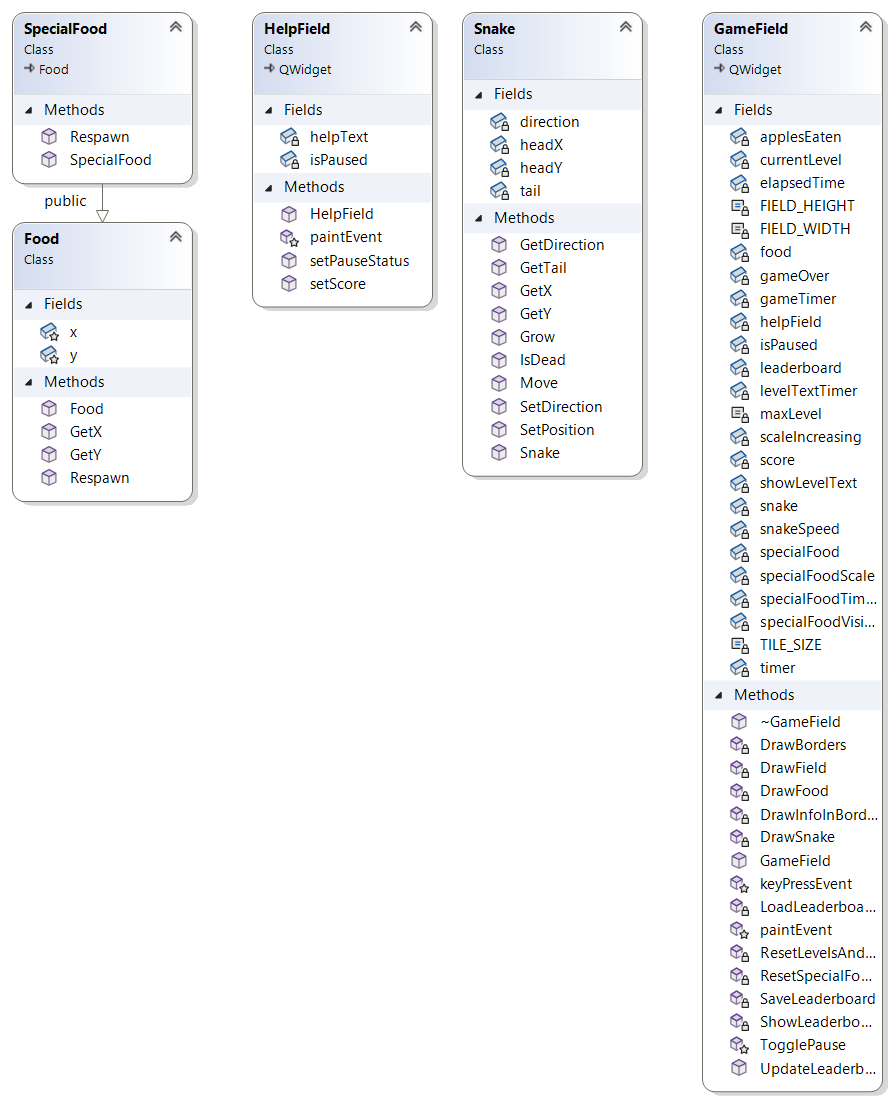 SpecialFood
Class
Food
Methods
Respawn
SpecialFood
public
Food
Class
Fields
x
y
Methods
Food
GetX
GetY
Respawn
HelpField
Class
QWidget
Fields
helpText
isPaused
Methods
HelpField
paintEvent
setPauseStatus
setScore
Snake
Class
Fields
direction
headX
headY
tail
Methods
GetDirection
GetTail
GetX
GetY
Grow
IsDead
Move
SetDirection
SetPosition
Snake
GameField
Class
QWidget
Fields
applesEaten
currentLevel
elapsedTime
FIELD_HEIGHT
FIELD_WIDTH
food
gameOver
gameTimer
helpField
isPaused
leaderboard
levelTextTimer
maxLevel
scaleIncreasing
score
showLevelText
snake
snakeSpeed
specialFood
specialFoodScale
specialFoodTim...
specialFoodVisi...
TILE_SIZE
timer
Methods
~GameField
DrawBorders
DrawField
DrawFood
DrawInfoInBord...
DrawSnake
GameField
keyPressEvent
LoadLeaderboa...
paintEvent
ResetLevelsAnd...
ResetSpecialFo...
SaveLeaderboard
ShowLeaderbo...
TogglePause
UpdateLeaderb...